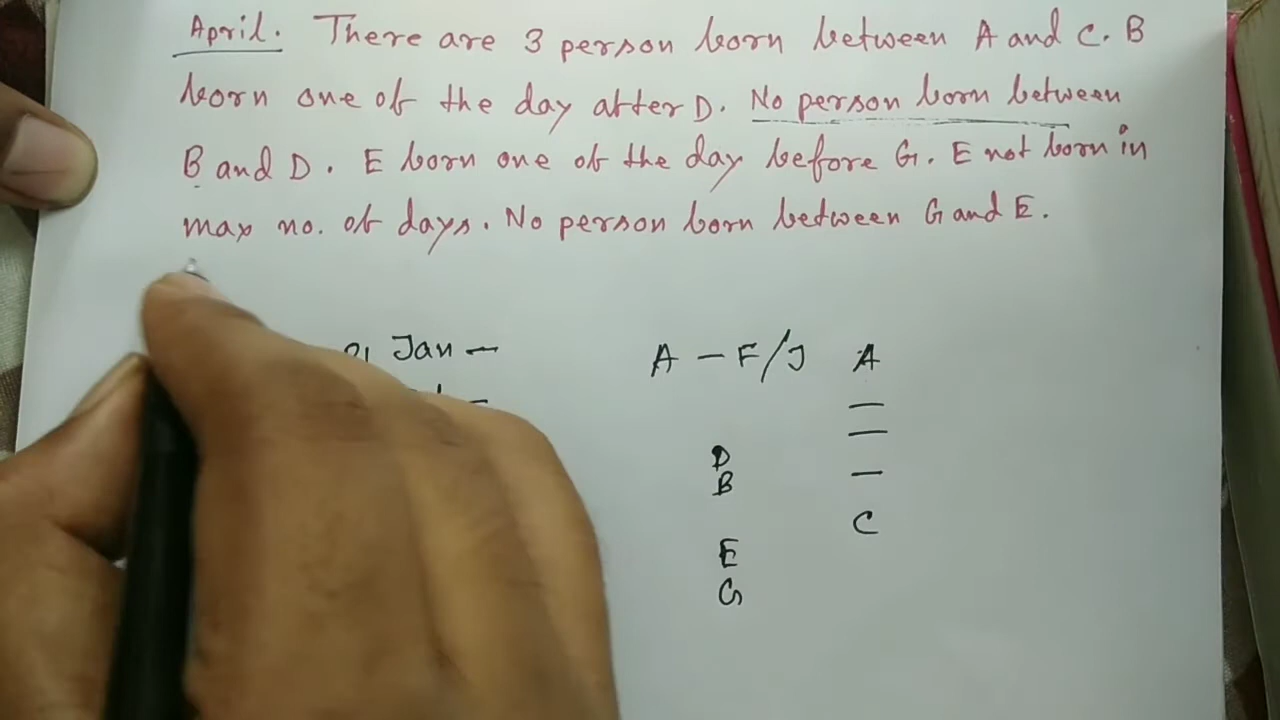 April. There are 3 person born between A and C. B
born one of the day after D. No person born between
B and D. E born one of the day before G. E not born in
max no. of days. No person born between G and E.
Jan — A – F/J A
—
—
D —
B
C
E
G